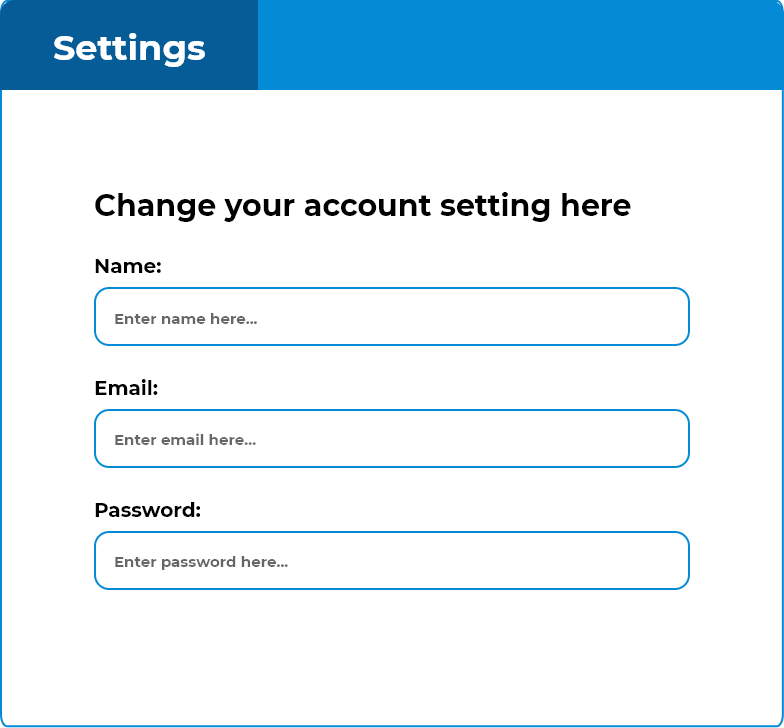 Settings
Change your account setting here
Name:
Enter name here...
Email:
Enter email here...
Password:
Enter password here...